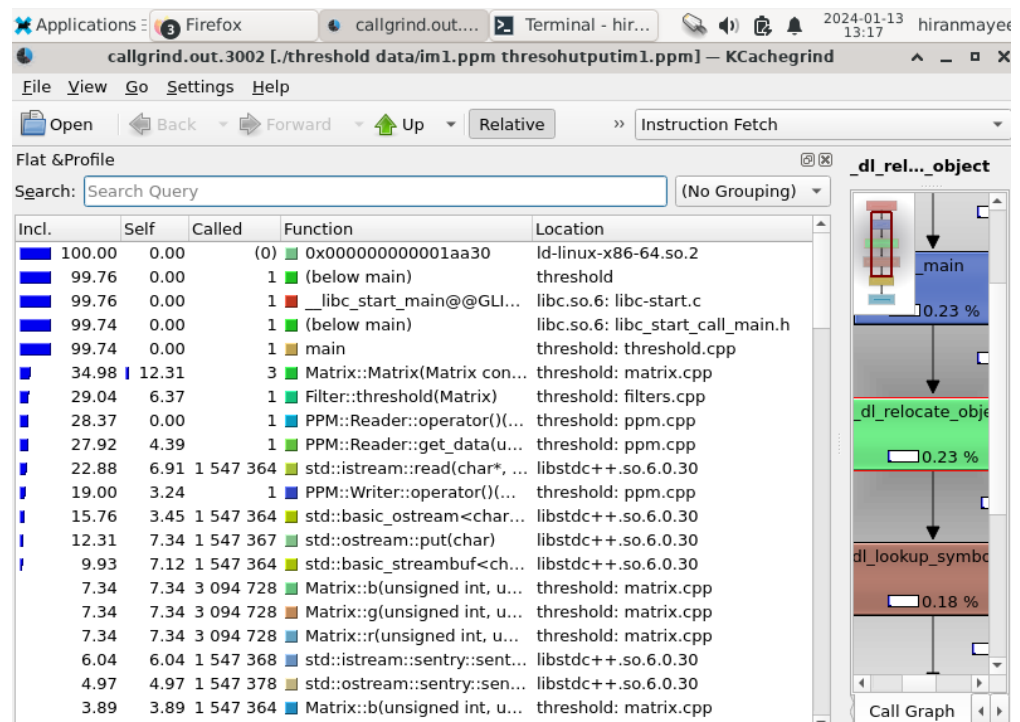 Applications
3 Firefox
callgrind.out....
Terminal - hir...
2024-01-13
13:17
hiranmayee
callgrind.out.3002 [./threshold data/im1.ppm thresohutputim1.ppm] — KCachegrind
File View Go Settings Help
Open Back Forward Up Relative » Instruction Fetch
Flat &Profile
Search: Search Query (No Grouping)
Incl. Self Called Function Location
100.00 0.00 (0) 0x000000000001aa30 ld-linux-x86-64.so.2
99.76 0.00 1 (below main) threshold
99.76 0.00 1 __libc_start_main@@GLI... libc.so.6: libc-start.c
99.74 0.00 1 (below main) libc.so.6: libc_start_call_main.h
99.74 0.00 1 main threshold: threshold.cpp
34.98 12.31 3 Matrix::Matrix(Matrix con... threshold: matrix.cpp
29.04 6.37 1 Filter::threshold(Matrix) threshold: filters.cpp
28.37 0.00 1 PPM::Reader::operator()(... threshold: ppm.cpp
27.92 4.39 1 PPM::Reader::get_data(u... threshold: ppm.cpp
22.88 6.91 1 547 364 std::istream::read(char*, ... libstdc++.so.6.0.30
19.00 3.24 1 PPM::Writer::operator()(... threshold: ppm.cpp
15.76 3.45 1 547 364 std::basic_ostream<char... libstdc++.so.6.0.30
12.31 7.34 1 547 367 std::ostream::put(char) libstdc++.so.6.0.30
9.93 7.12 1 547 364 std::basic_streambuf<ch... libstdc++.so.6.0.30
7.34 7.34 3 094 728 Matrix::b(unsigned int, u... threshold: matrix.cpp
7.34 7.34 3 094 728 Matrix::g(unsigned int, u... threshold: matrix.cpp
7.34 7.34 3 094 728 Matrix::r(unsigned int, u... threshold: matrix.cpp
6.04 6.04 1 547 368 std::istream::sentry::sent... libstdc++.so.6.0.30
4.97 4.97 1 547 378 std::ostream::sentry::sen... libstdc++.so.6.0.30
3.89 3.89 1 547 364 Matrix::b(unsigned int, u... threshold: matrix.cpp
_dl_rel..._object
_main
0.23 %
_dl_relocate_obje
0.23 %
dl_lookup_symbo
0.18 %
Call Graph